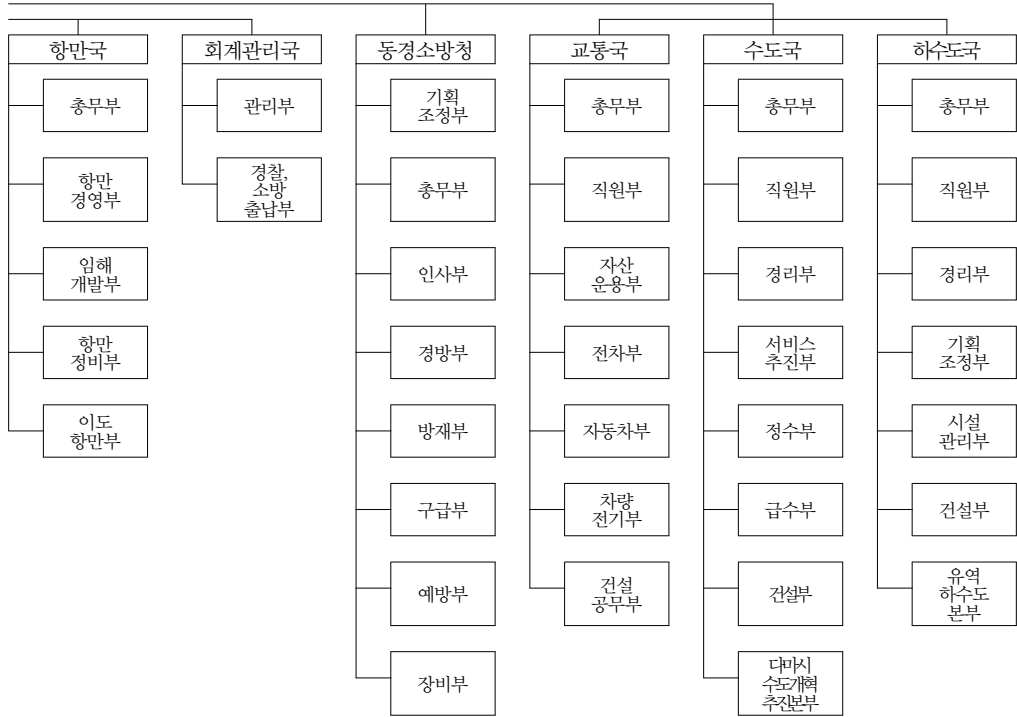 항만국
총무부
항만
경영부
임해
개발부
항만
정비부
이도
항만부
회계관리국
관리부
경찰,
소방
출납부
동경소방청
기획
조정부
총무부
인사부
경방부
방재부
구급부
예방부
장비부
교통국
총무부
직원부
자산
운용부
전차부
자동차부
차량
전기부
건설
공무부
수도국
총무부
직원부
경리부
서비스
추진부
정수부
급수부
건설부
다마시
수도개혁
추진본부
하수도국
총무부
직원부
경리부
기획
조정부
시설
관리부
건설부
유역
하수도
본부